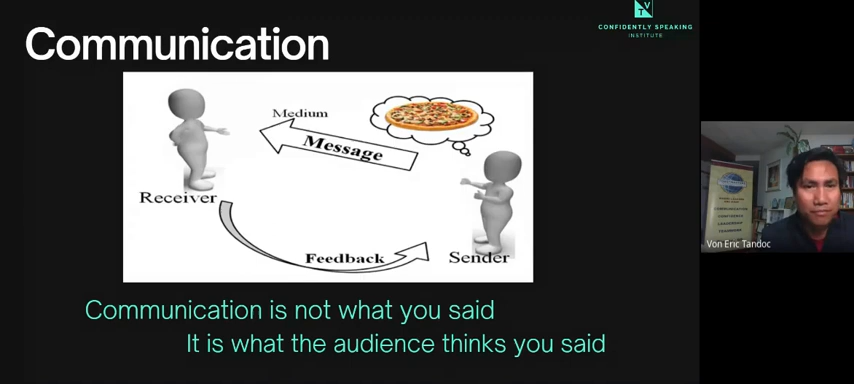 CONFIDENTLY SPEAKING
INSTITUTE
Communication
Medium
Message
Receiver
Feedback
Sender
Communication is not what you said
It is what the audience thinks you said
COMMUNICATION
CONFIDENCE
LEADERSHIP
Von Eric Tandoc